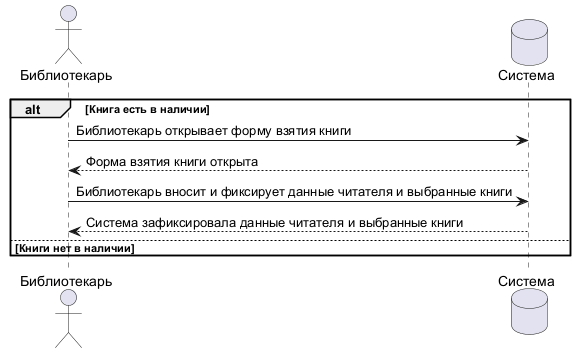 Библиотекарь
Система
alt
[Книга есть в наличии]
Библиотекарь открывает форму взятия книги
Форма взятия книги открыта
Библиотекарь вносит и фиксирует данные читателя и выбранные книги
Система зафиксировала данные читателя и выбранные книги
[Книги нет в наличии]
Библиотекарь
Система